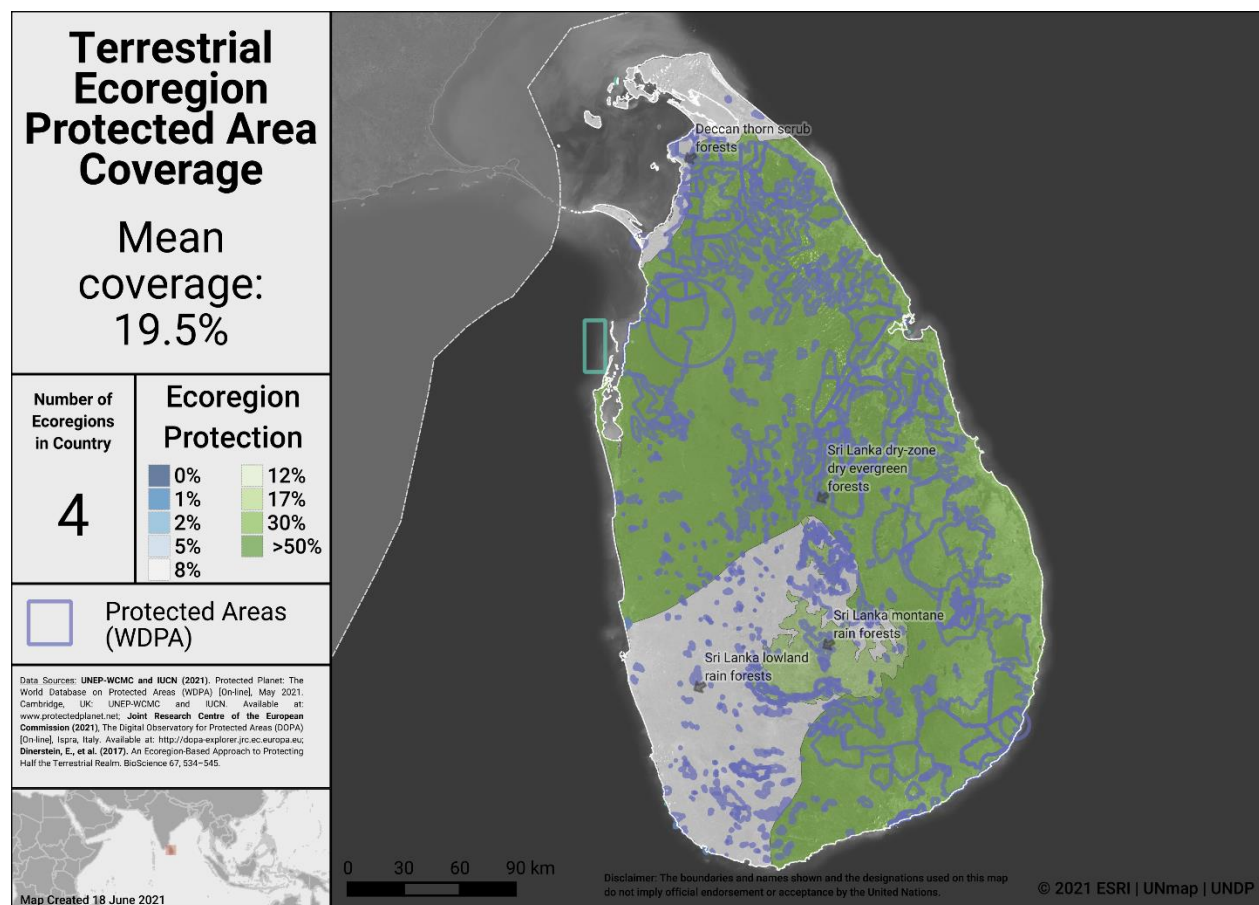 Terrestrial
Ecoregion
Protected Area
Coverage
Mean
coverage:
19.5%
Number of
Ecoregions
in Country
4
Ecoregion
Protection
0%
1%
2%
5%
8%
12%
17%
30%
>50%
Protected Areas
(WDPA)
Data Sources: UNEP-WCMC and IUCN (2021). Protected Planet: The
World Database on Protected Areas (WDPA) [On-line], May 2021.
Cambridge, UK: UNEP-WCMC and IUCN. Available at:
www.protectedplanet.net; Joint Research Centre of the European
Commission (2021), The Digital Observatory for Protected Areas (DOPA)
[On-line], Ispra, Italy. Available at: http://dopa-explorer.jrc.ec.europa.eu;
Dinerstein, E., et al. (2017). An Ecoregion-Based Approach to Protecting
Half the Terrestrial Realm. BioScience 67, 534–545.
Map Created 18 June 2021
Deccan thorn scrub
forests
Sri Lanka dry-zone
dry evergreen
forests
Sri Lanka montane
rain forests
Sri Lanka lowland
rain forests
0 30 60 90 km
Disclaimer: The boundaries and names shown and the designations used on this map
do not imply official endorsement or acceptance by the United Nations.
© 2021 ESRI | UNmap | UNDP